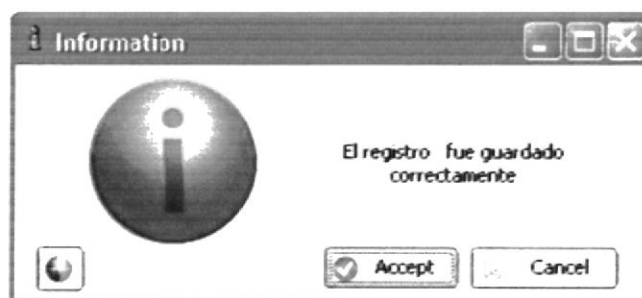 Information
El registro fue guardado
correctamente
Accept
Cancel